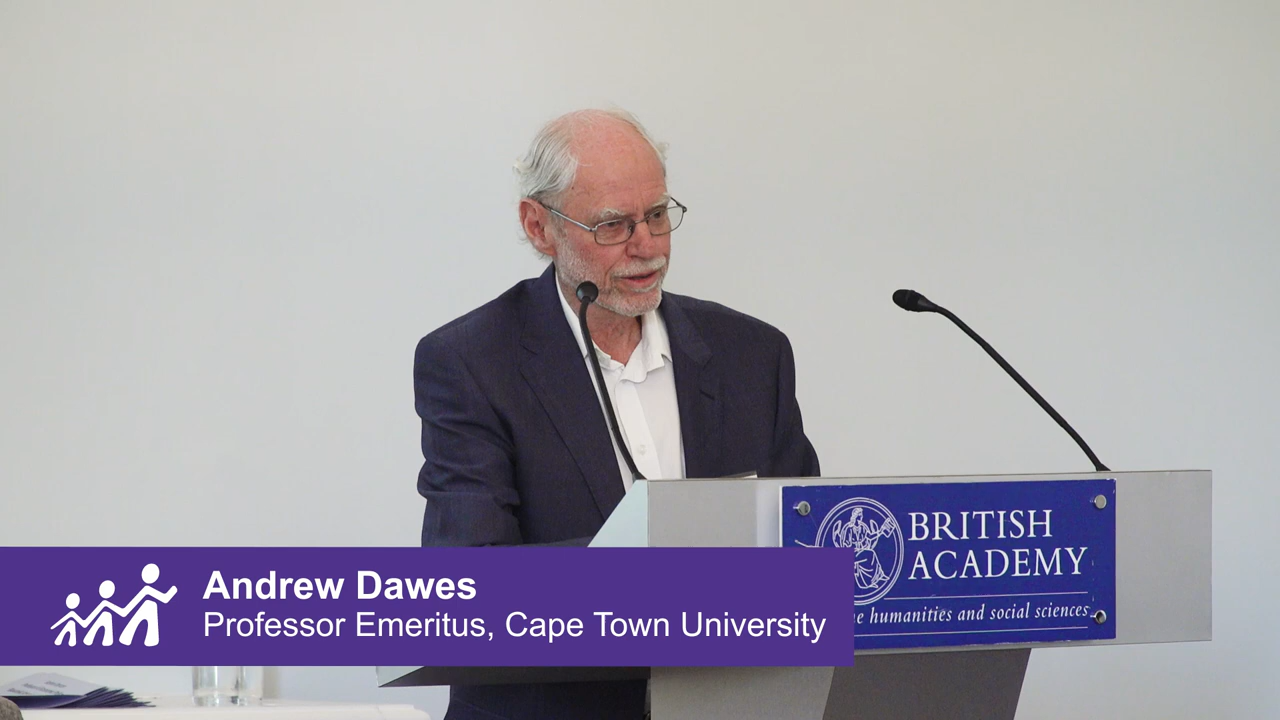 BRITISH
ACADEMY
humanities and social sciences
Andrew Dawes
Professor Emeritus, Cape Town University